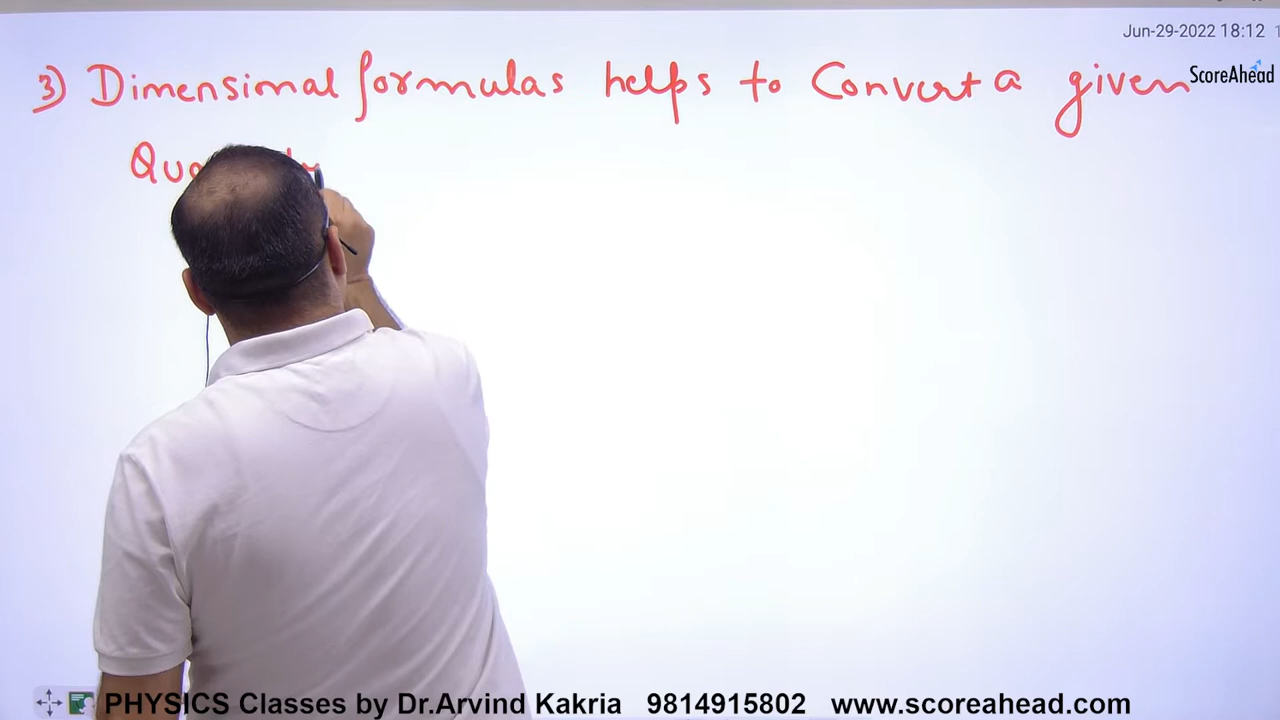 Jun-29-2022 18:12
3) Dimensional formulas helps to Convert a given
ScoreAhead
PHYSICS Classes by Dr.Arvind Kakria 9814915802 www.scoreahead.com